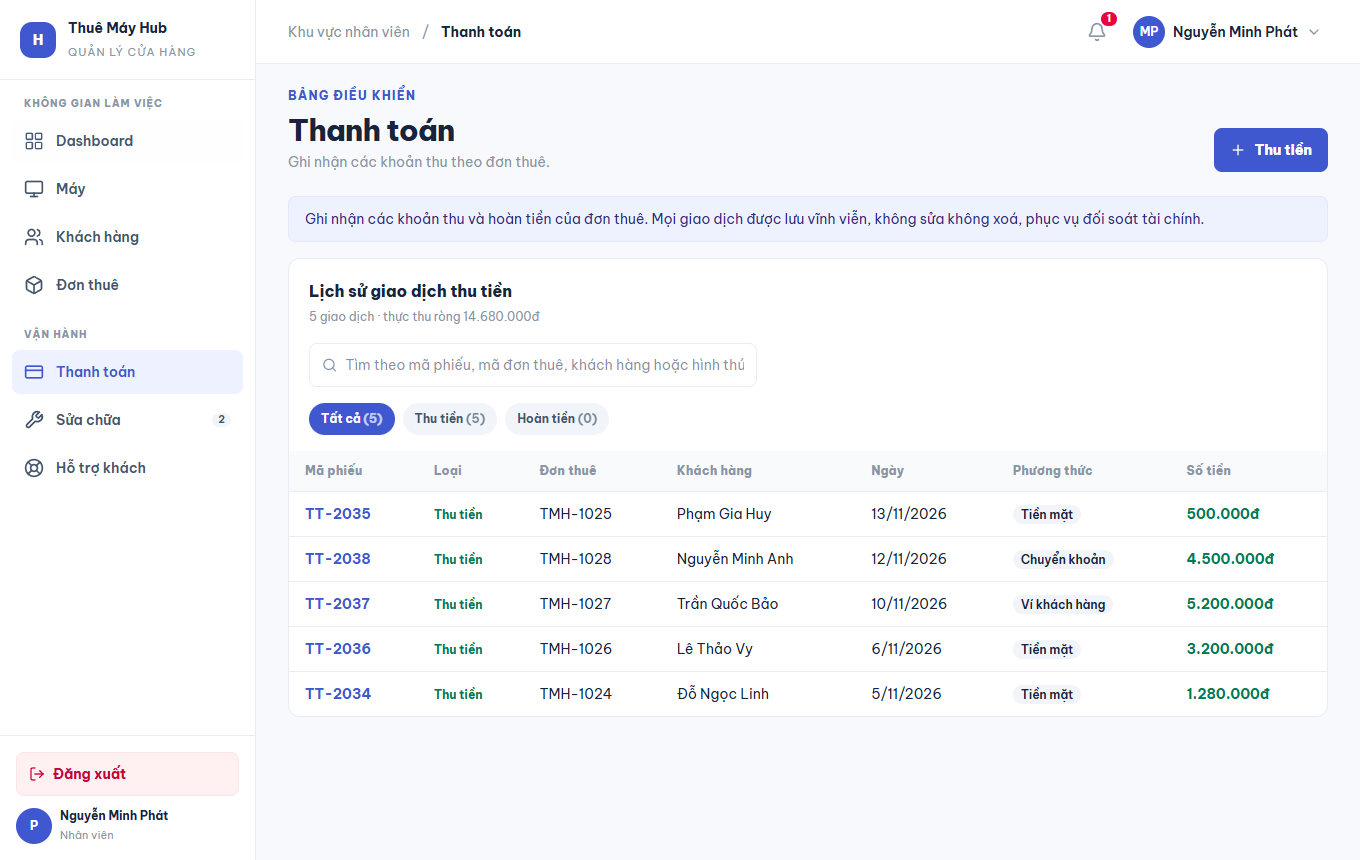 H
Thuê Máy Hub
QUẢN LÝ CỬA HÀNG
KHÔNG GIAN LÀM VIỆC
Dashboard
Máy
Khách hàng
Đơn thuê
VẬN HÀNH
Thanh toán
Sửa chữa 2
Hỗ trợ khách
Đăng xuất
P
Nguyễn Minh Phát
Nhân viên
Khu vực nhân viên / Thanh toán
1
MP Nguyễn Minh Phát
BẢNG ĐIỀU KHIỂN
Thanh toán
Ghi nhận các khoản thu theo đơn thuê.
+ Thu tiền
Ghi nhận các khoản thu và hoàn tiền của đơn thuê. Mọi giao dịch được lưu vĩnh viễn, không sửa không xoá, phục vụ đối soát tài chính.
Lịch sử giao dịch thu tiền
5 giao dịch · thực thu ròng 14.680.000đ
Tìm theo mã phiếu, mã đơn thuê, khách hàng hoặc hình thứ
Tất cả (5) Thu tiền (5) Hoàn tiền (0)
Mã phiếu Loại Đơn thuê Khách hàng Ngày Phương thức Số tiền
TT-2035 Thu tiền TMH-1025 Phạm Gia Huy 13/11/2026 Tiền mặt 500.000đ
TT-2038 Thu tiền TMH-1028 Nguyễn Minh Anh 12/11/2026 Chuyển khoản 4.500.000đ
TT-2037 Thu tiền TMH-1027 Trần Quốc Bảo 10/11/2026 Ví khách hàng 5.200.000đ
TT-2036 Thu tiền TMH-1026 Lê Thảo Vy 6/11/2026 Tiền mặt 3.200.000đ
TT-2034 Thu tiền TMH-1024 Đỗ Ngọc Linh 5/11/2026 Tiền mặt 1.280.000đ